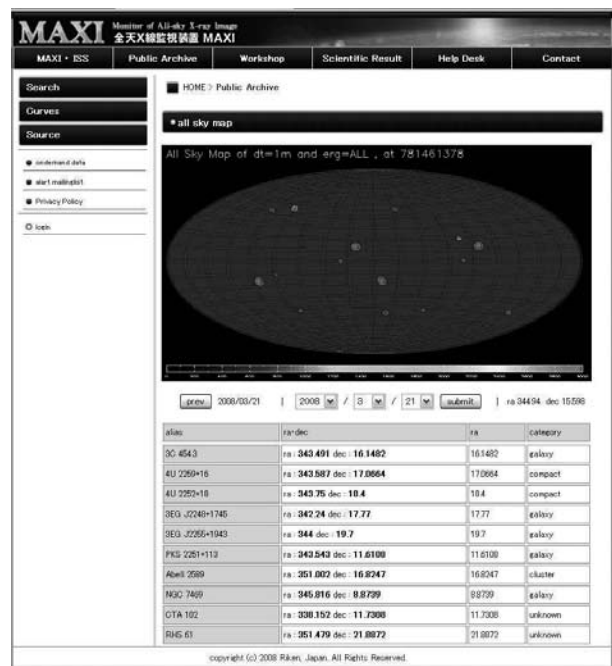 MAXI Monitor of All-sky X-ray Image
全天X線監視装置 MAXI
MAXI・ISS Public Archive Workshop Scientific Result Help Desk Contact
Search
Curves
Source
ondemand data
alart mailinglist
Privacy Policy
login
HOME > Public Archive
all sky map
All Sky Map of dt=1m and erg=ALL , at 781461378
prev 2008/03/21 | 2008 / 3 / 21 submit | ra 344.94 dec 15.598
alias ra-dec ra category
3C 454.3 ra : 343.491 dec : 16.1482 16.1482 galaxy
4U 2259+16 ra : 343.587 dec : 17.0664 17.0664 compact
4U 2252+18 ra : 343.75 dec : 18.4 18.4 compact
3EG J2248+1745 ra : 342.24 dec : 17.77 17.77 galaxy
3EG J2255+1943 ra : 344 dec : 19.7 19.7 galaxy
PKS 2251+113 ra : 343.543 dec : 11.6109 11.6109 galaxy
Abell 2589 ra : 351.002 dec : 16.8247 16.8247 cluster
NGC 7469 ra : 345.816 dec : 8.8739 8.8739 galaxy
CTA 102 ra : 338.152 dec : 11.7308 11.7308 unknown
RHS 61 ra : 351.479 dec : 21.8872 21.8872 unknown
copyright (c) 2008 Riken, Japan. All Rights Reserved.